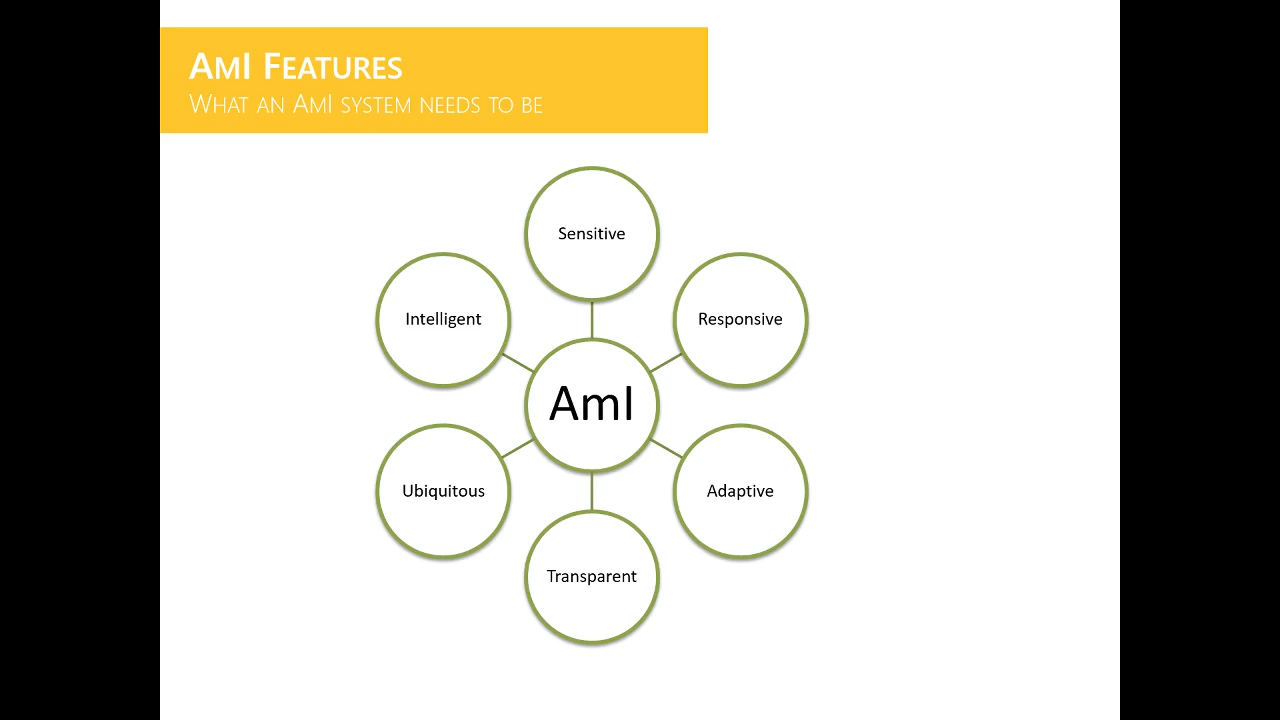 AmI Features
What an AmI system needs to be
Sensitive
Intelligent
Responsive
AmI
Ubiquitous
Adaptive
Transparent